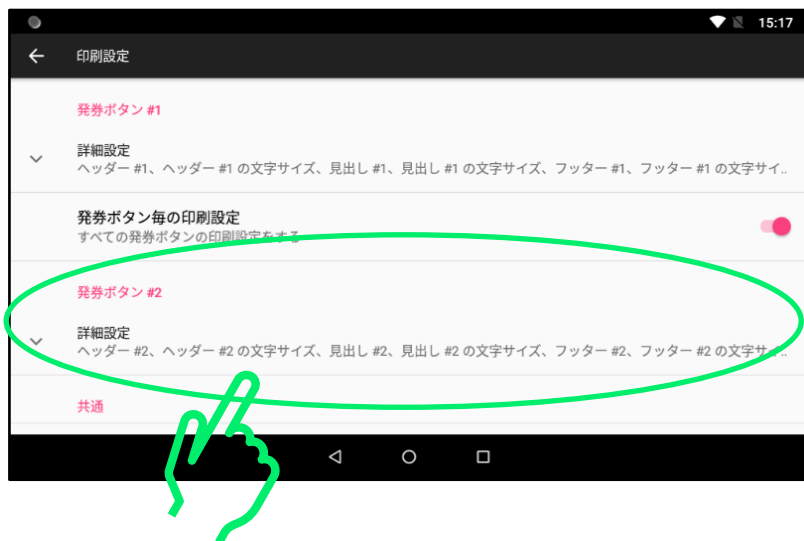 15:17
印刷設定
発券ボタン #1
詳細設定
ヘッダー #1、ヘッダー #1 の文字サイズ、見出し #1、見出し #1 の文字サイズ、フッター #1、フッター #1 の文字サイ..
発券ボタン毎の印刷設定
すべての発券ボタンの印刷設定をする
発券ボタン #2
詳細設定
ヘッダー #2、ヘッダー #2 の文字サイズ、見出し #2、見出し #2 の文字サイズ、フッター #2、フッター #2 の文字サイ..
共通